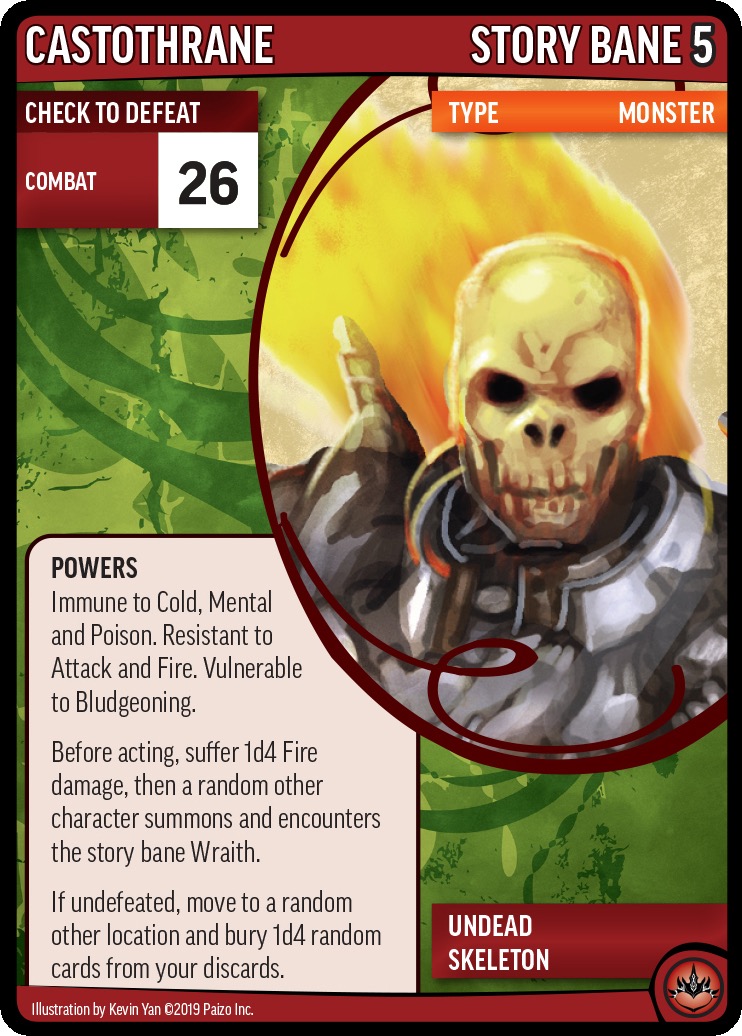 CASTOTHRANE
STORY BANE 5
CHECK TO DEFEAT
COMBAT
26
TYPE MONSTER
POWERS
Immune to Cold, Mental
and Poison. Resistant to
Attack and Fire. Vulnerable
to Bludgeoning.
Before acting, suffer 1d4 Fire
damage, then a random other
character summons and encounters
the story bane Wraith.
If undefeated, move to a random
other location and bury 1d4 random
cards from your discards.
UNDEAD
SKELETON
Illustration by Kevin Yan ©2019 Paizo Inc.